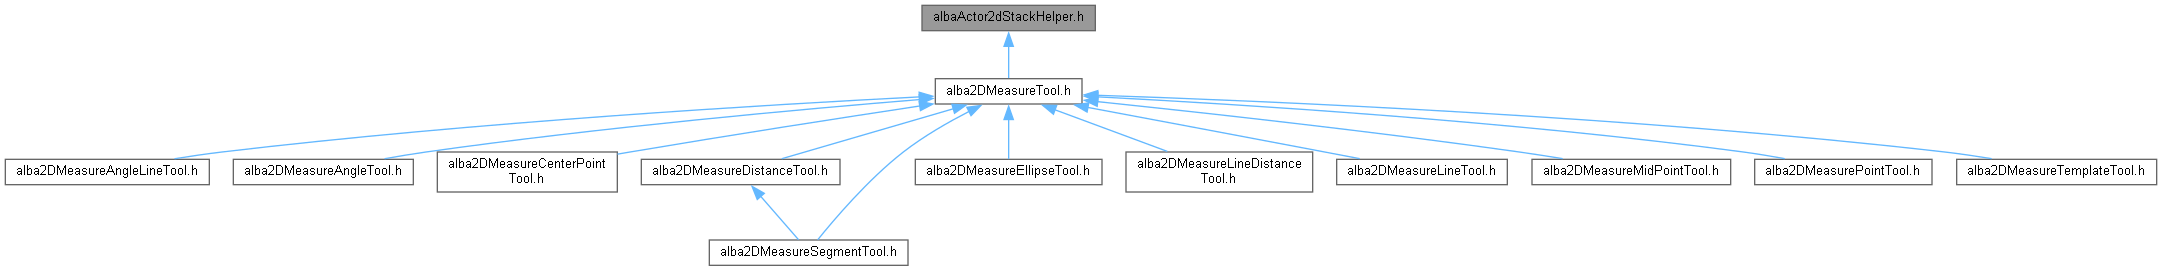 albaActor2dStackHelper.h
alba2DMeasureTool.h
alba2DMeasureAngleLineTool.h
alba2DMeasureAngleTool.h
alba2DMeasureCenterPoint
Tool.h
alba2DMeasureDistanceTool.h
alba2DMeasureEllipseTool.h
alba2DMeasureLineDistance
Tool.h
alba2DMeasureLineTool.h
alba2DMeasureMidPointTool.h
alba2DMeasurePointTool.h
alba2DMeasureTemplateTool.h
alba2DMeasureSegmentTool.h